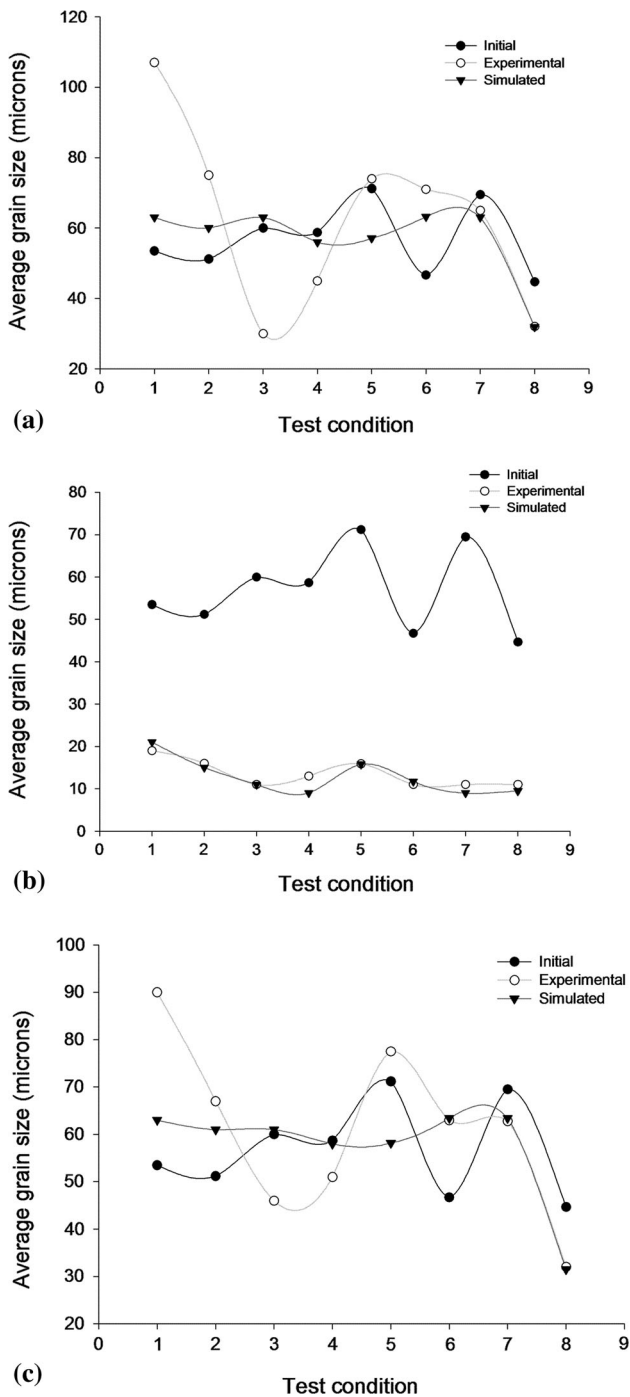 120
100
80
60
40
20
Average grain size (microns)
Initial
Experimental
Simulated
0 1 2 3 4 5 6 7 8 9
Test condition
(a)
80
70
60
50
40
30
20
10
0
Average grain size (microns)
Initial
Experimental
Simulated
0 1 2 3 4 5 6 7 8 9
Test condition
(b)
100
90
80
70
60
50
40
30
20
Average grain size (microns)
Initial
Experimental
Simulated
0 1 2 3 4 5 6 7 8 9
Test condition
(c)